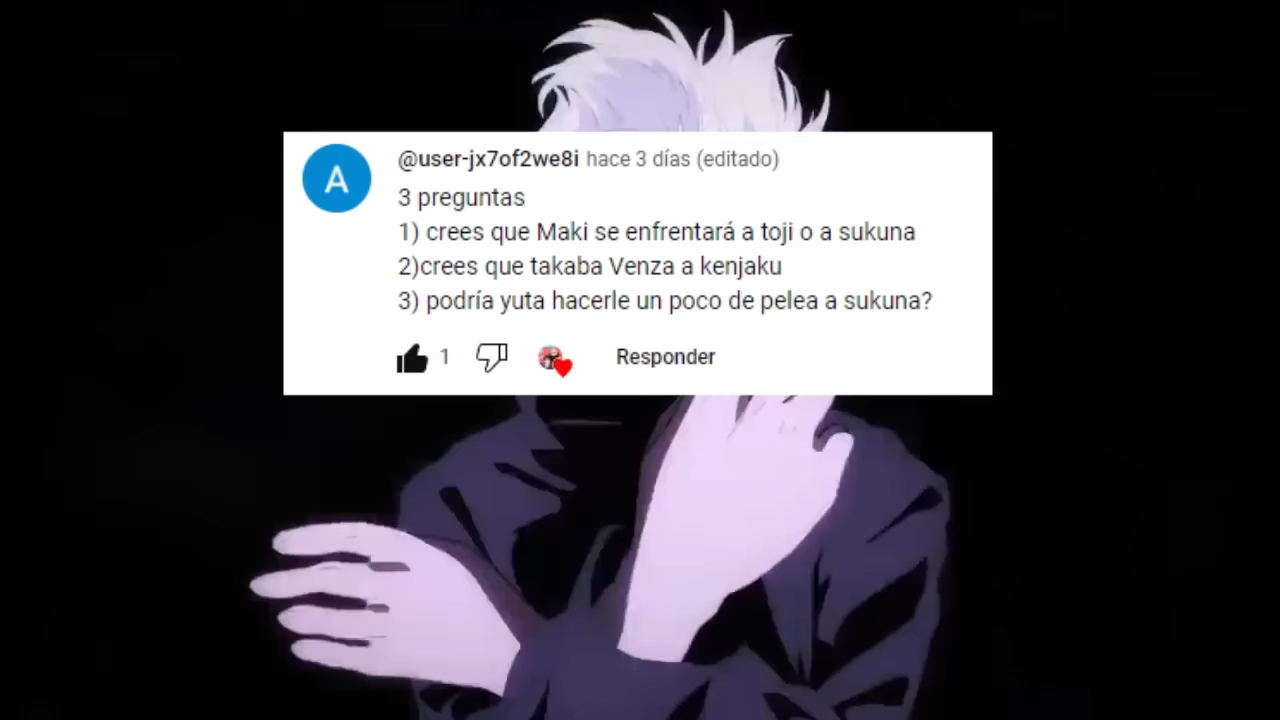 A
@user-jx7of2we8i hace 3 días (editado)
3 preguntas
1) crees que Maki se enfrentará a toji o a sukuna
2)crees que takaba Venza a kenjaku
3) podría yuta hacerle un poco de pelea a sukuna?
1 Responder